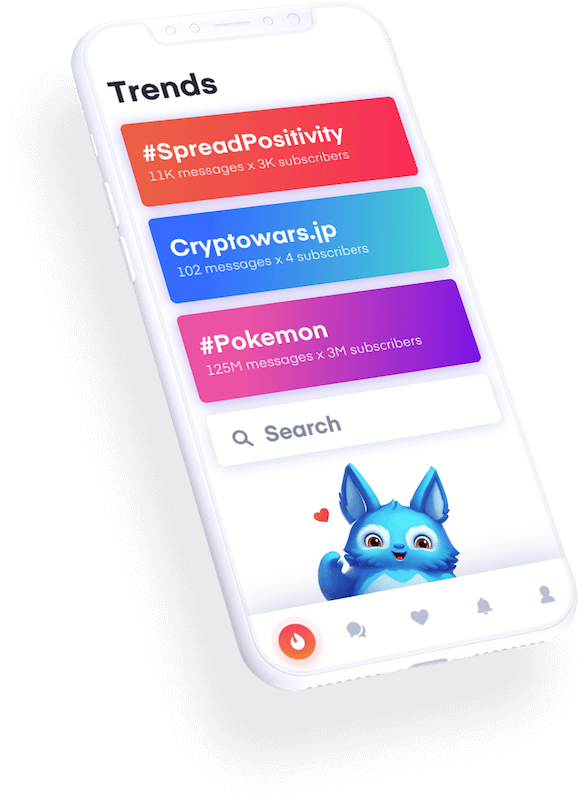 Trends
#SpreadPositivity
11K messages x 3K subscribers
Cryptowars.jp
102 messages x 4 subscribers
#Pokemon
125M messages x 3M subscribers
Search